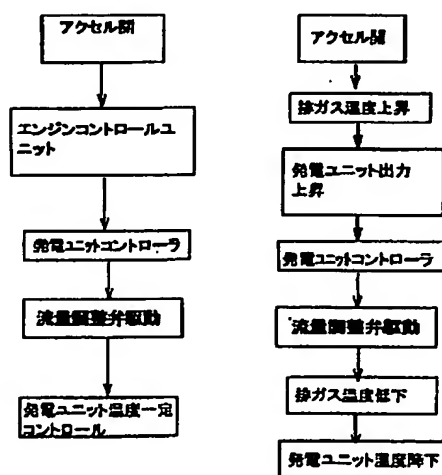 アクセル開
エンジンコントロールユ
ニット
発電ユニットコントローラ
流量調整弁駆動
発電ユニット温度一定
コントロール
アクセル開
排ガス温度上昇
発電ユニット出力
上昇
発電ユニットコントローラ
流量調整弁駆動
排ガス温度低下
発電ユニット温度降下